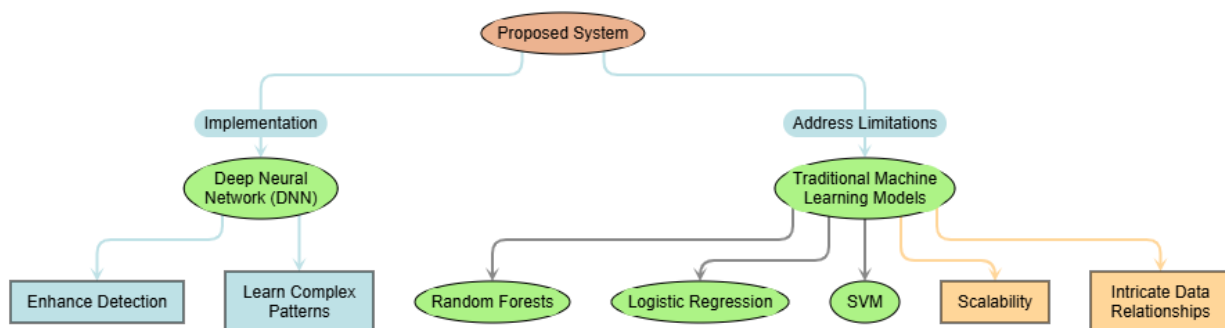 Proposed System
Implementation
Address Limitations
Deep Neural
Network (DNN)
Traditional Machine
Learning Models
Enhance Detection
Learn Complex
Patterns
Random Forests
Logistic Regression
SVM
Scalability
Intricate Data
Relationships